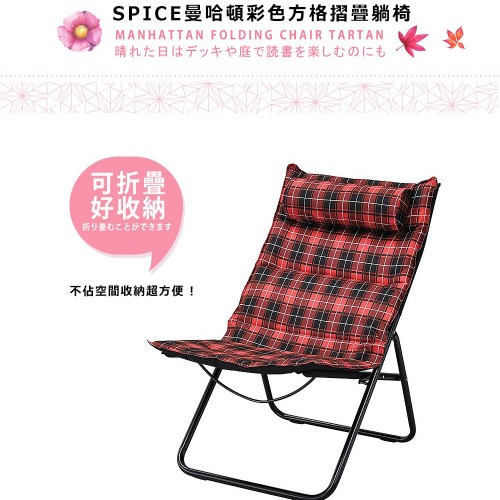 SPICE曼哈頓彩色方格摺疊躺椅
MANHATTAN FOLDING CHAIR TARTAN
晴れた日はデッキや庭で読書を楽しむのにも
可折疊
好收納
折り畳むことができます
不佔空間收納超方便！